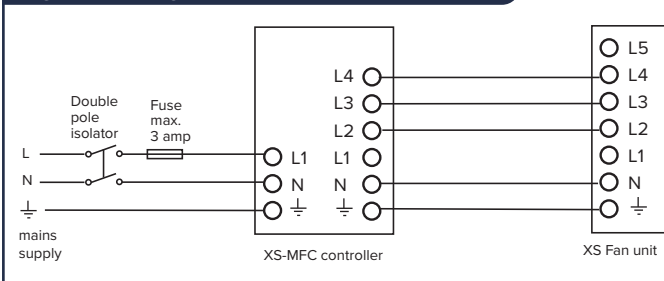 Double
pole
isolator
Fuse
max.
3 amp
L
N
mains
supply
L1
N
L4
L3
L2
L1
N
XS-MFC controller
L5
L4
L3
L2
L1
N
XS Fan unit